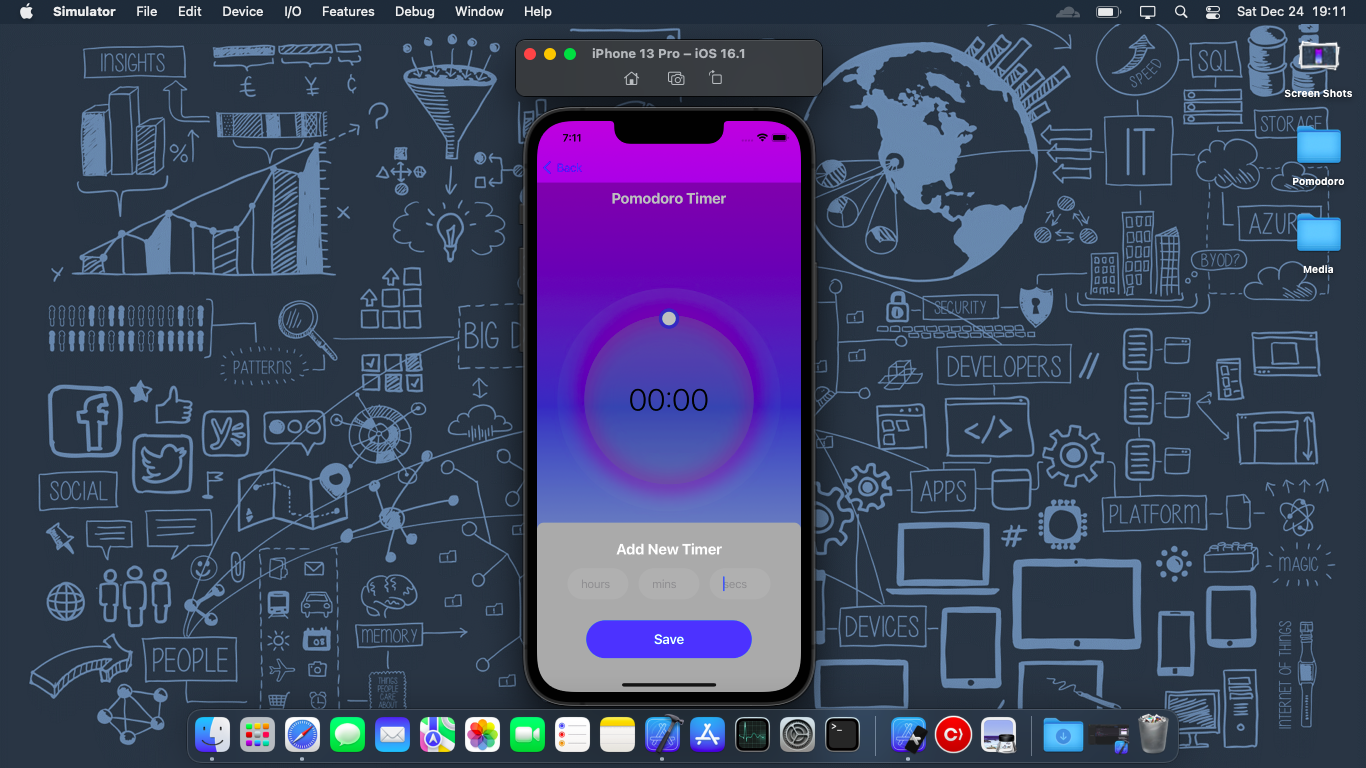 Simulator File Edit Device I/O Features Debug Window Help
Sat Dec 24 19:11
iPhone 13 Pro – iOS 16.1
7:11
Back
Pomodoro Timer
00:00
Add New Timer
hours mins secs
Save
Screen Shots
Pomodoro
Media
INSIGHTS
PATTERNS
BIG D
SOCIAL
PEOPLE
MEMORY
THINGS
PEOPLE
CARE
ABOUT
OS
SPEED
SQL
STORAGE
IT
AZUR
BYOD?
SECURITY
DEVELOPERS
</>
APPS
PLATFORM
MAGIC
DEVICES
INTERNET OF THINGS